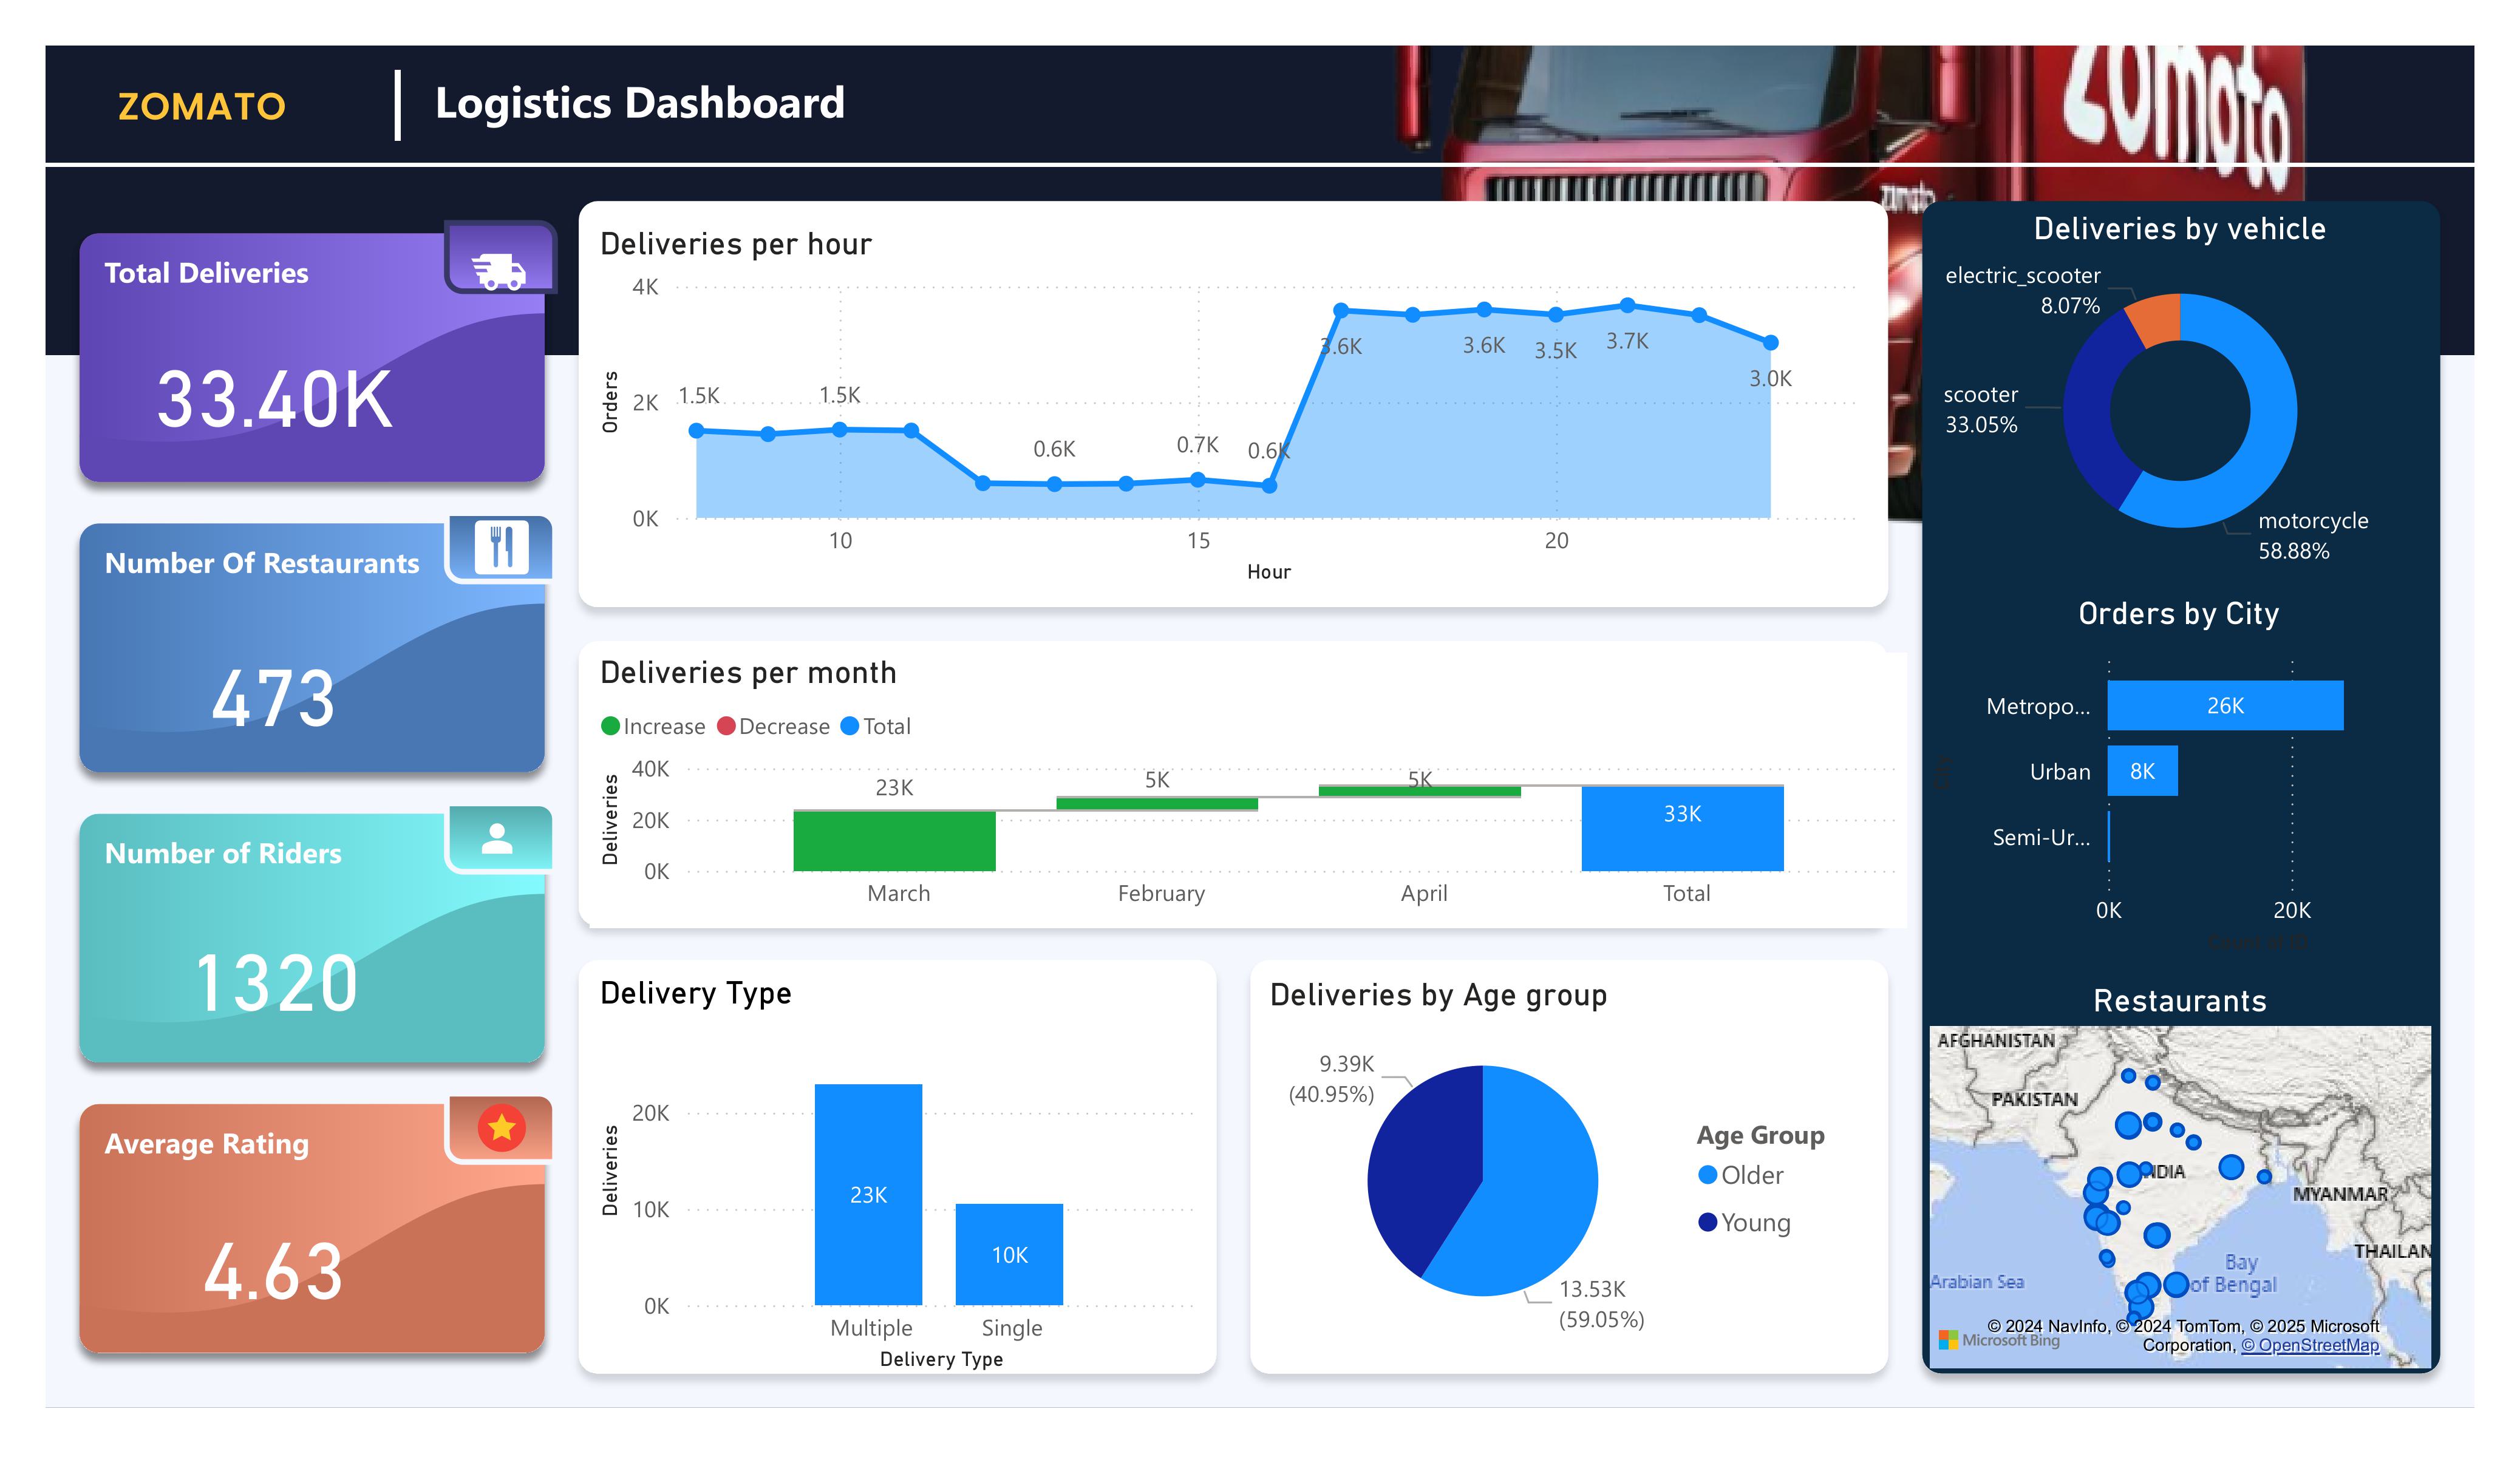 ZOMATO
Logistics Dashboard
zomato
zomato
Total Deliveries
33.40K
Number Of Restaurants
473
Number of Riders
1320
Average Rating
4.63
Deliveries per hour
Orders
4K
2K
0K
1.5K
1.5K
0.6K
0.7K
0.6K
3.6K
3.6K
3.5K
3.7K
3.0K
10
15
20
Hour
Deliveries per month
Increase
Decrease
Total
Deliveries
40K
20K
0K
23K
5K
5K
33K
March
February
April
Total
Delivery Type
Deliveries
20K
10K
0K
23K
10K
Multiple
Single
Delivery Type
Deliveries by Age group
9.39K
(40.95%)
13.53K
(59.05%)
Age Group
Older
Young
Deliveries by vehicle
electric_scooter
8.07%
scooter
33.05%
motorcycle
58.88%
Orders by City
Metropo...
26K
Urban
8K
Semi-Ur...
0K
20K
Restaurants
AFGHANISTAN
PAKISTAN
NDIA
MYANMAR
THAILAN
Bay
of Bengal
Arabian Sea
© 2024 NavInfo, © 2024 TomTom, © 2025 Microsoft
Microsoft Bing
Corporation, © OpenStreetMap